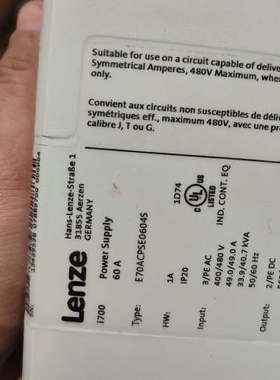 Suitable for use on a circuit capable of delive
Symmetrical Amperes, 480V Maximum, whe
only.
Convient aux circuits non susceptibles de déli
symétriques eff., maximum 480V, avec une pr
calibre J, T ou G.
Lenze
Hans-Lenze-Straße 1
31855 Aerzen
GERMANY
i700
Power Supply
60 A
Type: E70ACPSE0604S
HW: 1A
1D74
IP20
UL LISTED
IND. CONT. EQ
Input: 3/PE AC
400/480 V
49.0/49.0 A
33.9/40.7 kVA
50/60 Hz
Output: 2/PE DC